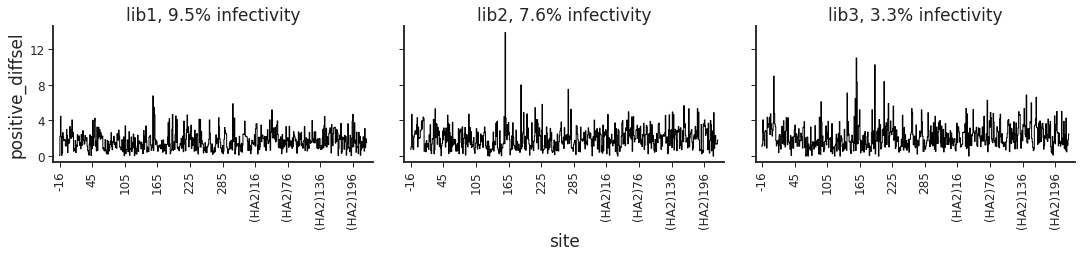 lib1, 9.5% infectivity
lib2, 7.6% infectivity
lib3, 3.3% infectivity
positive_diffsel
12
8
4
0
-16
45
105
165
225
285
(HA2)16
(HA2)76
(HA2)136
(HA2)196
-16
45
105
165
225
285
(HA2)16
(HA2)76
(HA2)136
(HA2)196
-16
45
105
165
225
285
(HA2)16
(HA2)76
(HA2)136
(HA2)196
site